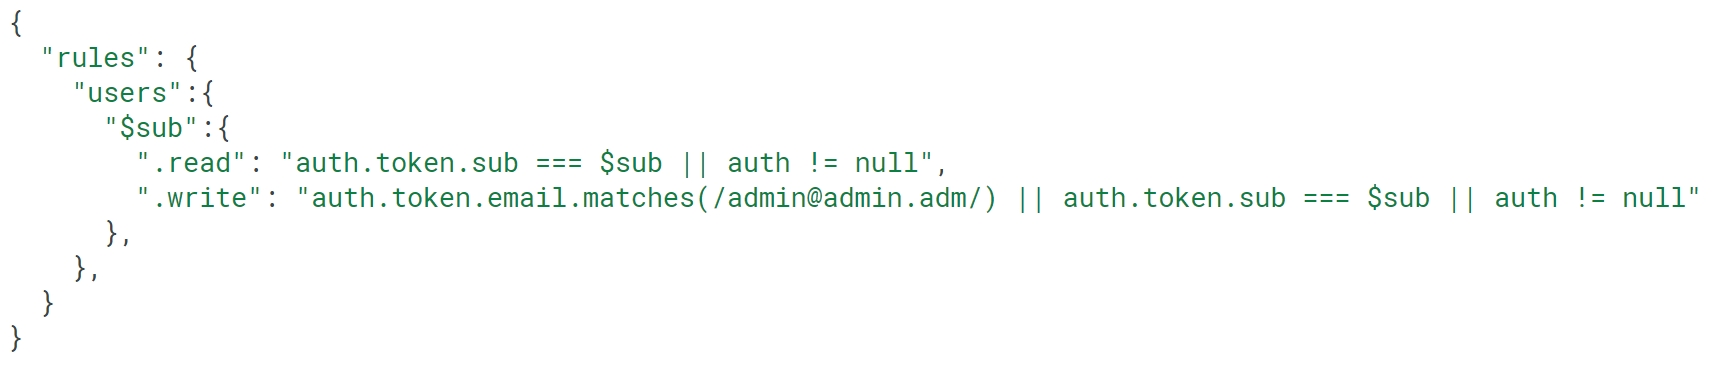 {
  "rules": {
    "users":{
      "$sub":{
        ".read": "auth.token.sub === $sub || auth != null",
        ".write": "auth.token.email.matches(/admin@admin.adm/) || auth.token.sub === $sub || auth != null"
      },
    },
  }
}